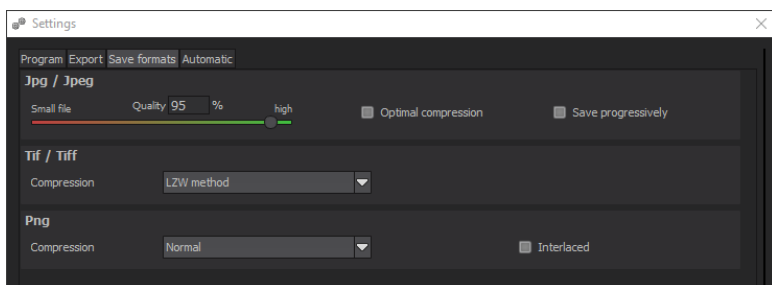 Settings
Program Export Save formats Automatic
Jpg / Jpeg
Small file Quality 95 % high Optimal compression Save progressively
Tif / Tiff
Compression LZW method
Png
Compression Normal Interlaced